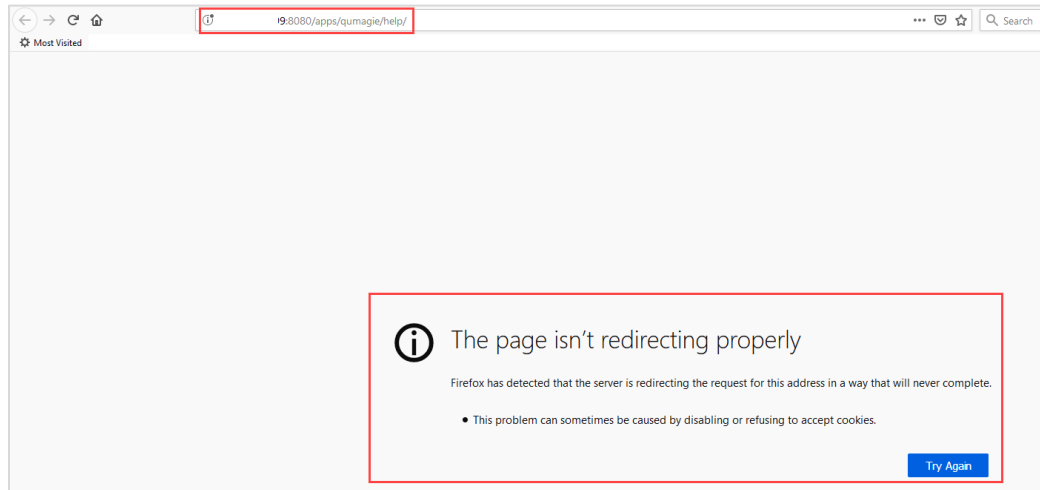 9:8080/apps/qumagie/help/
Search
Most Visited
The page isn't redirecting properly
Firefox has detected that the server is redirecting the request for this address in a way that will never complete.
This problem can sometimes be caused by disabling or refusing to accept cookies.
Try Again